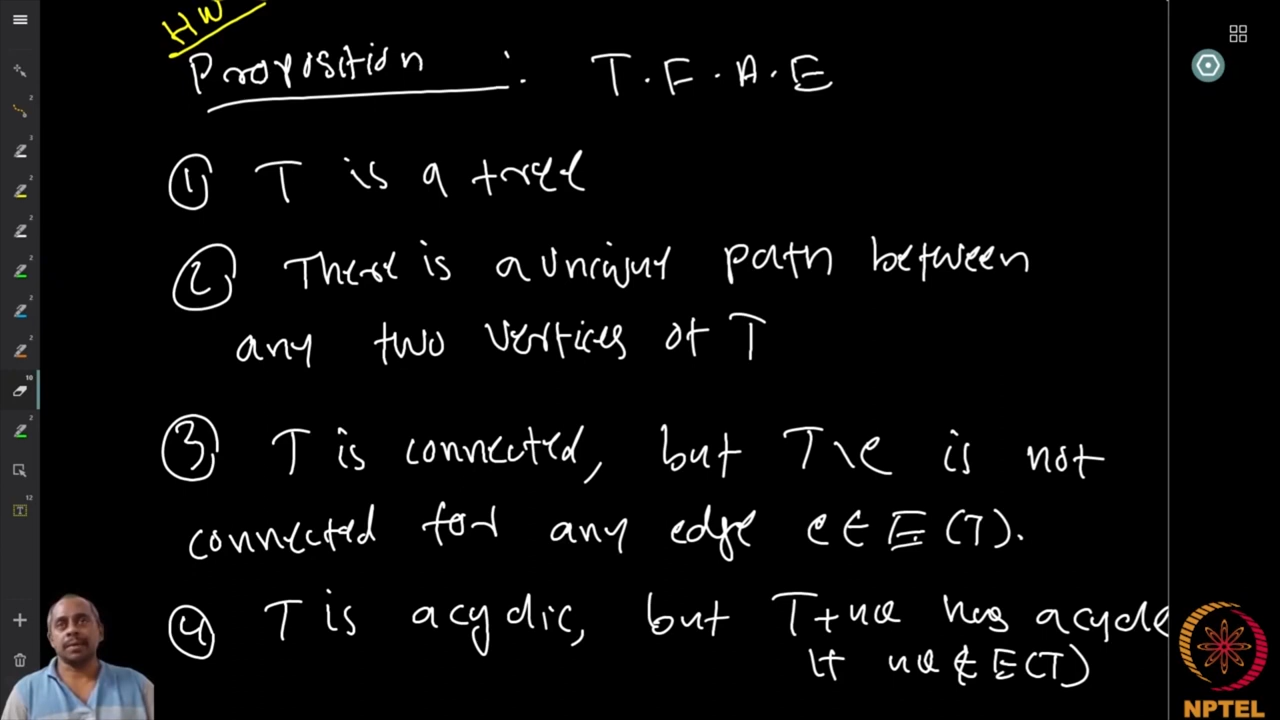 HW
Proposition : T.F.A.E
① T is a tree
② There is a unique path between
any two vertices of T
③ T is connected, but T\e is not
connected for any edge e ∈ E(T).
④ T is acyclic, but T+uv has a cycle
if uv ∉ E(T)
NPTEL